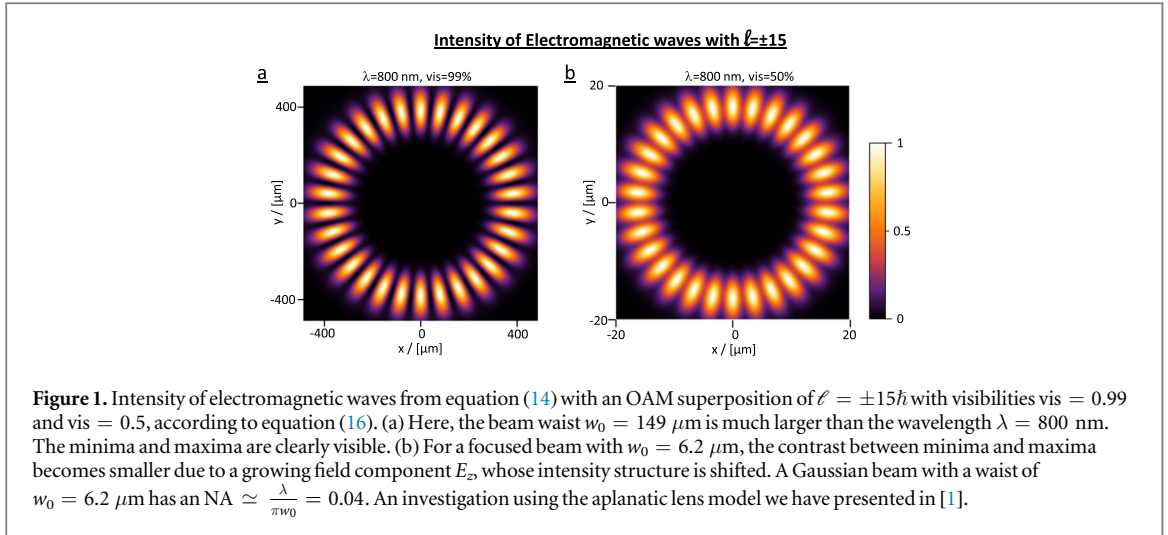 Intensity of Electromagnetic waves with ℓ=±15
a
λ=800 nm, vis=99%
400
0
-400
y / [μm]
-400
0
400
x / [μm]
b
λ=800 nm, vis=50%
20
0
-20
y / [μm]
-20
0
20
x / [μm]
1
0.5
0
Figure 1. Intensity of electromagnetic waves from equation (14) with an OAM superposition of ℓ = ±15ℏ with visibilities vis = 0.99
and vis = 0.5, according to equation (16). (a) Here, the beam waist w₀ = 149 μm is much larger than the wavelength λ = 800 nm.
The minima and maxima are clearly visible. (b) For a focused beam with w₀ = 6.2 μm, the contrast between minima and maxima
becomes smaller due to a growing field component E_z, whose intensity structure is shifted. A Gaussian beam with a waist of
w₀ = 6.2 μm has an NA ≃ λ/πw₀ = 0.04. An investigation using the aplanatic lens model we have presented in [1].